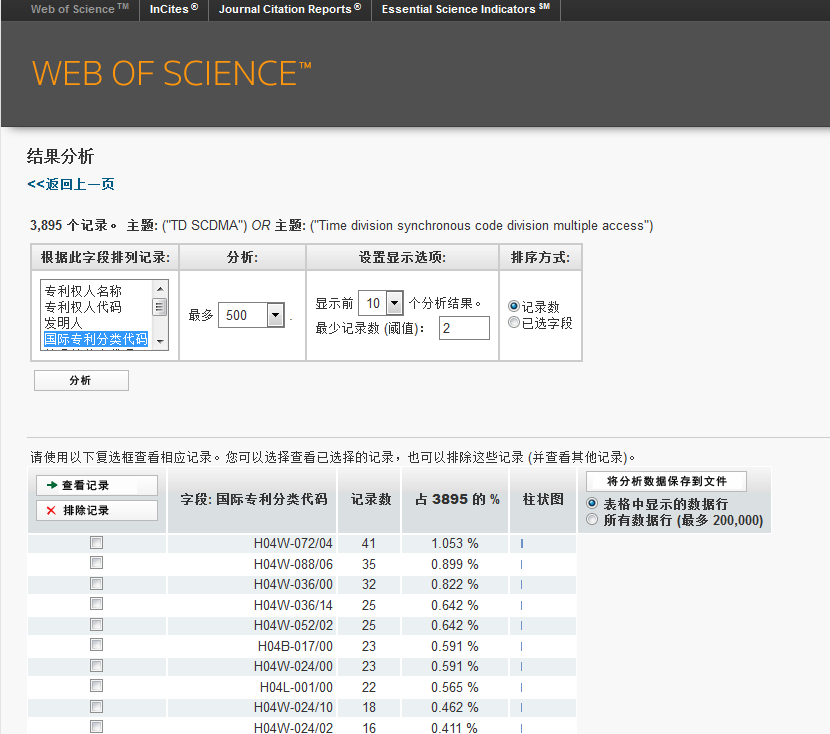 Web of Science™ InCites® Journal Citation Reports® Essential Science Indicators SM
WEB OF SCIENCE™
结果分析
<<返回上一页
3,895 个记录。 主题: ("TD SCDMA") OR 主题: ("Time division synchronous code division multiple access")
根据此字段排列记录: 分析: 设置显示选项: 排序方式:
专利权人名称
专利权人代码
发明人
国际专利分类代码
最多 500 .
显示前 10 个分析结果。
最少记录数 (阈值): 2
记录数
已选字段
分析
请使用以下复选框查看相应记录。您可以选择查看已选择的记录，也可以排除这些记录 (并查看其他记录)。
查看记录
排除记录
字段: 国际专利分类代码 记录数 占 3895 的 % 柱状图
将分析数据保存到文件
表格中显示的数据行
所有数据行 (最多 200,000)
H04W-072/04 41 1.053 %
H04W-088/06 35 0.899 %
H04W-036/00 32 0.822 %
H04W-036/14 25 0.642 %
H04W-052/02 25 0.642 %
H04B-017/00 23 0.591 %
H04W-024/00 23 0.591 %
H04L-001/00 22 0.565 %
H04W-024/10 18 0.462 %
H04W-024/02 16 0.411 %